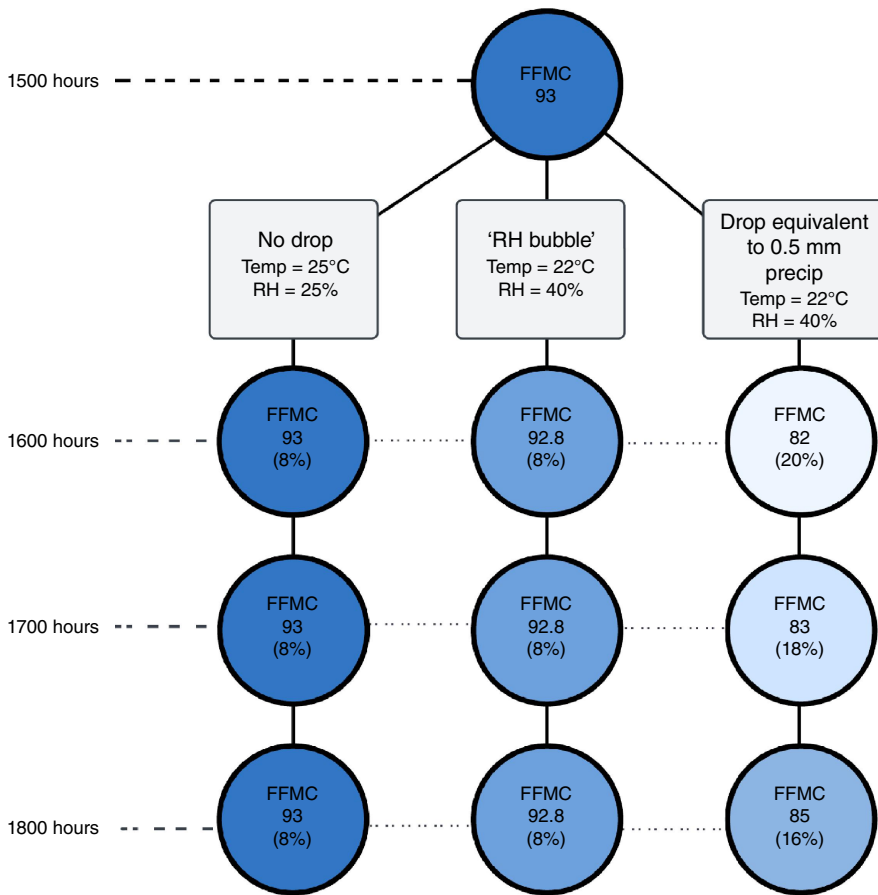 1500 hours
FFMC
93
No drop
Temp = 25°C
RH = 25%
‘RH bubble’
Temp = 22°C
RH = 40%
Drop equivalent
to 0.5 mm
precip
Temp = 22°C
RH = 40%
1600 hours
FFMC
93
(8%)
FFMC
92.8
(8%)
FFMC
82
(20%)
1700 hours
FFMC
93
(8%)
FFMC
92.8
(8%)
FFMC
83
(18%)
1800 hours
FFMC
93
(8%)
FFMC
92.8
(8%)
FFMC
85
(16%)